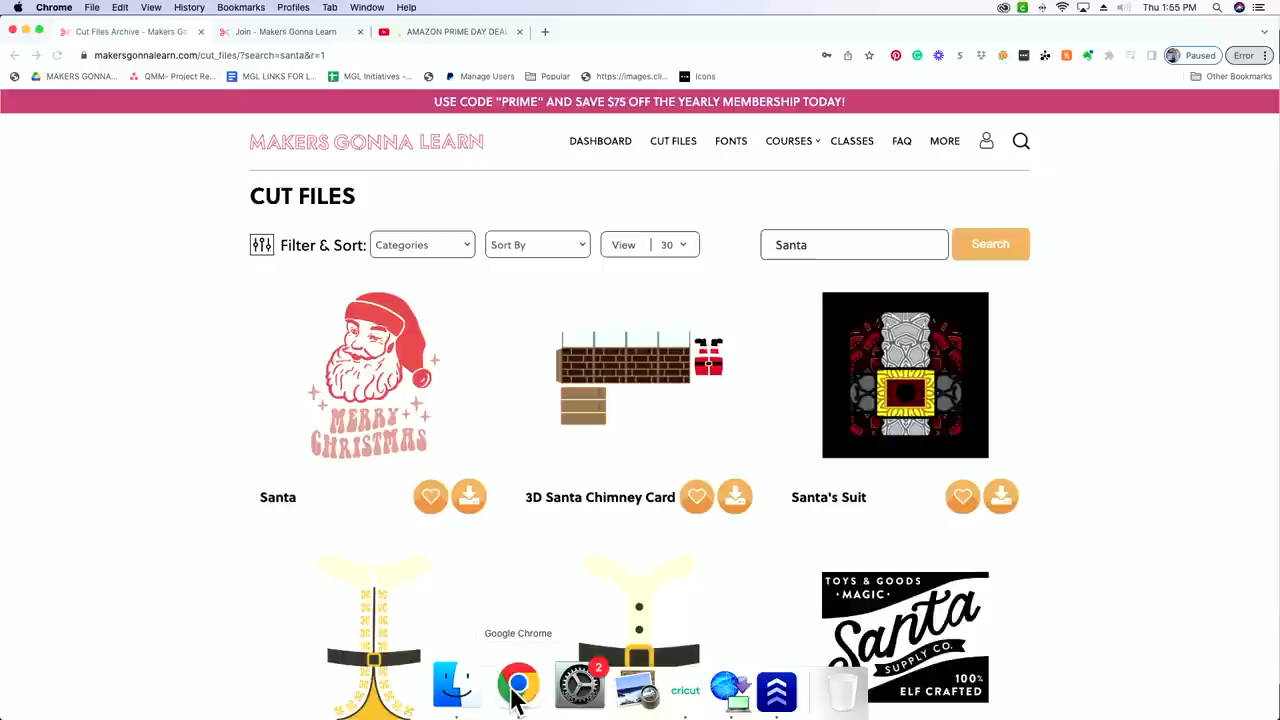 Chrome File Edit View History Bookmarks Profiles Tab Window Help Thu 1:55 PM
Cut Files Archive - Makers Go Join - Makers Gonna Learn AMAZON PRIME DAY DEA
makersgonnalearn.com/cut_files/?search=santa&r=1 Paused Error
MAKERS GONNA... QMM- Project Re... MGL LINKS FOR L... MGL Initiatives -... Manage Users Popular https://images.cli... Icons Other Bookmarks
USE CODE "PRIME" AND SAVE $75 OFF THE YEARLY MEMBERSHIP TODAY!
MAKERS GONNA LEARN DASHBOARD CUT FILES FONTS COURSES CLASSES FAQ MORE
CUT FILES
Filter & Sort: Categories Sort By View 30 Santa Search
MERRY
CHRISTMAS
Santa 3D Santa Chimney Card Santa's Suit
TOYS & GOODS
• MAGIC •
Santa
SUPPLY CO.
100%
ELF CRAFTED
Google Chrome
2
cricut